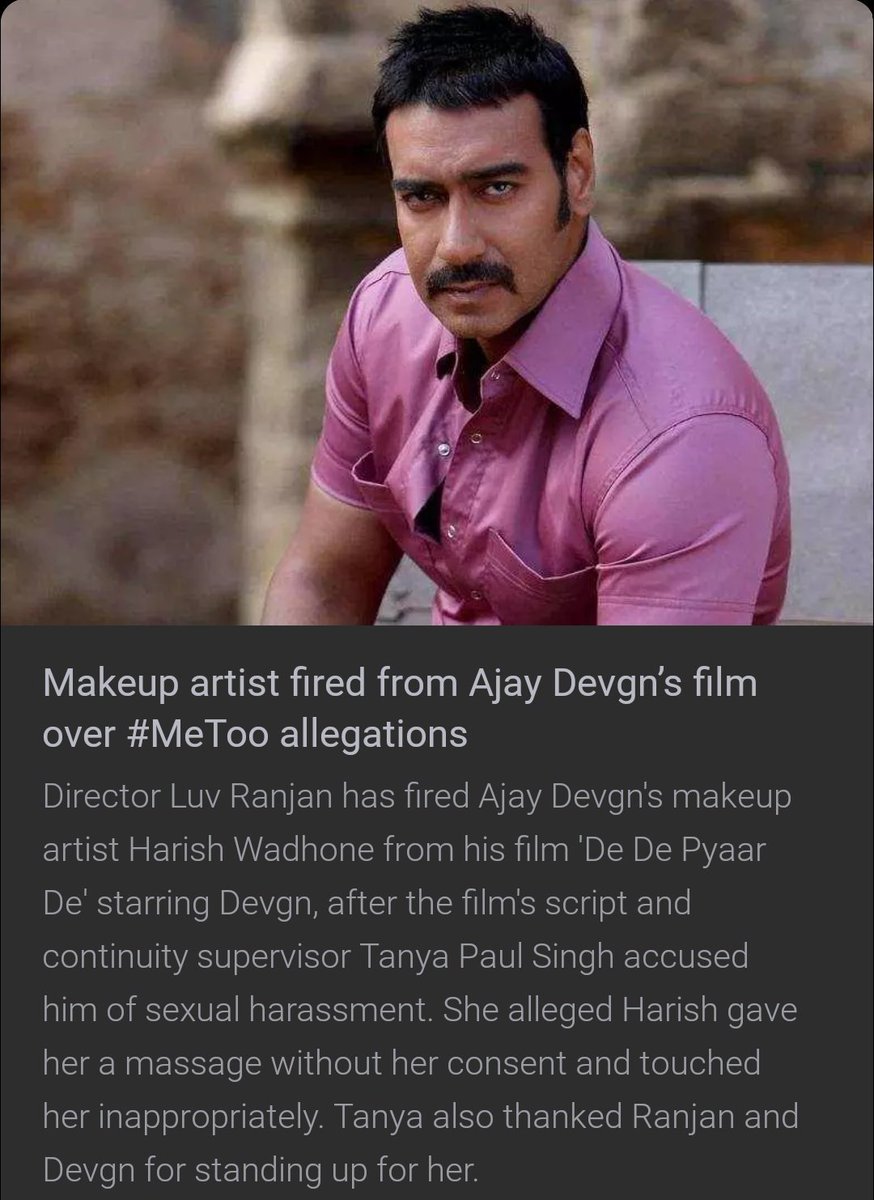 Makeup artist fired from Ajay Devgn’s film
over #MeToo allegations
Director Luv Ranjan has fired Ajay Devgn's makeup
artist Harish Wadhone from his film 'De De Pyaar
De' starring Devgn, after the film's script and
continuity supervisor Tanya Paul Singh accused
him of sexual harassment. She alleged Harish gave
her a massage without her consent and touched
her inappropriately. Tanya also thanked Ranjan and
Devgn for standing up for her.